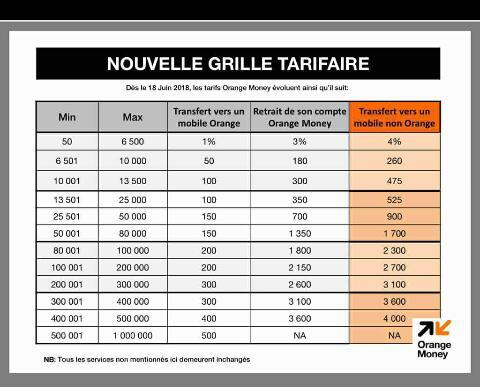 NOUVELLE GRILLE TARIFAIRE
Dès le 18 Juin 2018, les tarifs Orange Money évoluent ainsi qu'il suit:
Min Max Transfert vers un mobile Orange Retrait de son compte Orange Money Transfert vers un mobile non Orange
50 6 500 1% 3% 4%
6 501 10 000 50 180 260
10 001 13 500 100 300 475
13 501 25 000 100 350 525
25 501 50 000 150 700 900
50 001 80 000 150 1 350 1 700
80 001 100 000 200 1 800 2 300
100 001 200 000 200 2 150 2 700
200 001 300 000 300 2 600 3 100
300 001 400 000 300 3 100 3 600
400 001 500 000 400 3 600 4 000
500 001 1 000 000 500 NA NA
Orange
Money
NB: Tous les services non mentionnés ici demeurent inchangés